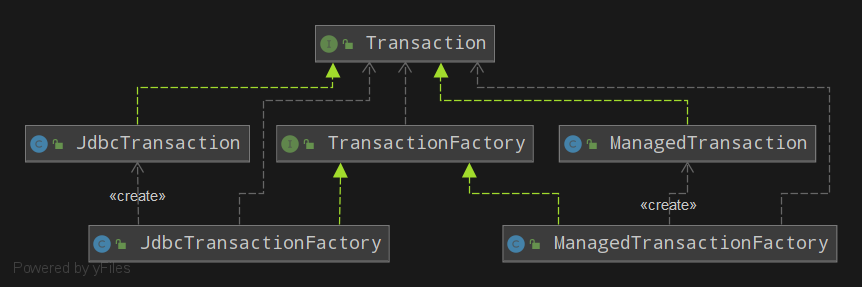 I Transaction
C JdbcTransaction
I TransactionFactory
C ManagedTransaction
«create»
«create»
C JdbcTransactionFactory
C ManagedTransactionFactory
Powered by yFiles